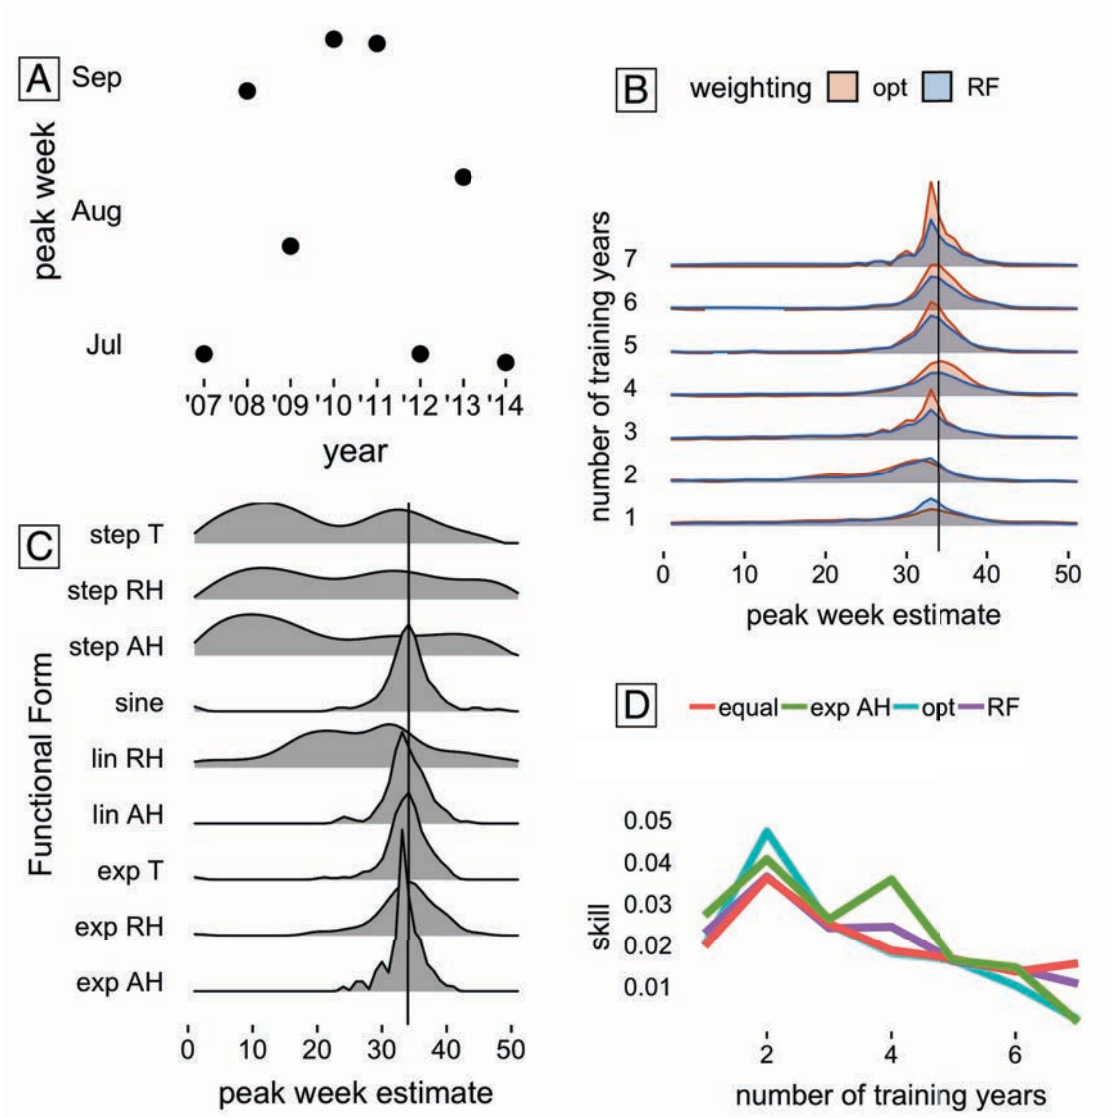 A
peak week
Sep
Aug
Jul
'07 '08 '09 '10 '11 '12 '13 '14
year
B
weighting opt RF
number of training years
7
6
5
4
3
2
1
0 10 20 30 40 50
peak week estimate
C
Functional Form
step T
step RH
step AH
sine
lin RH
lin AH
exp T
exp RH
exp AH
0 10 20 30 40 50
peak week estimate
D
equal exp AH opt RF
skill
0.05
0.04
0.03
0.02
0.01
2 4 6
number of training years